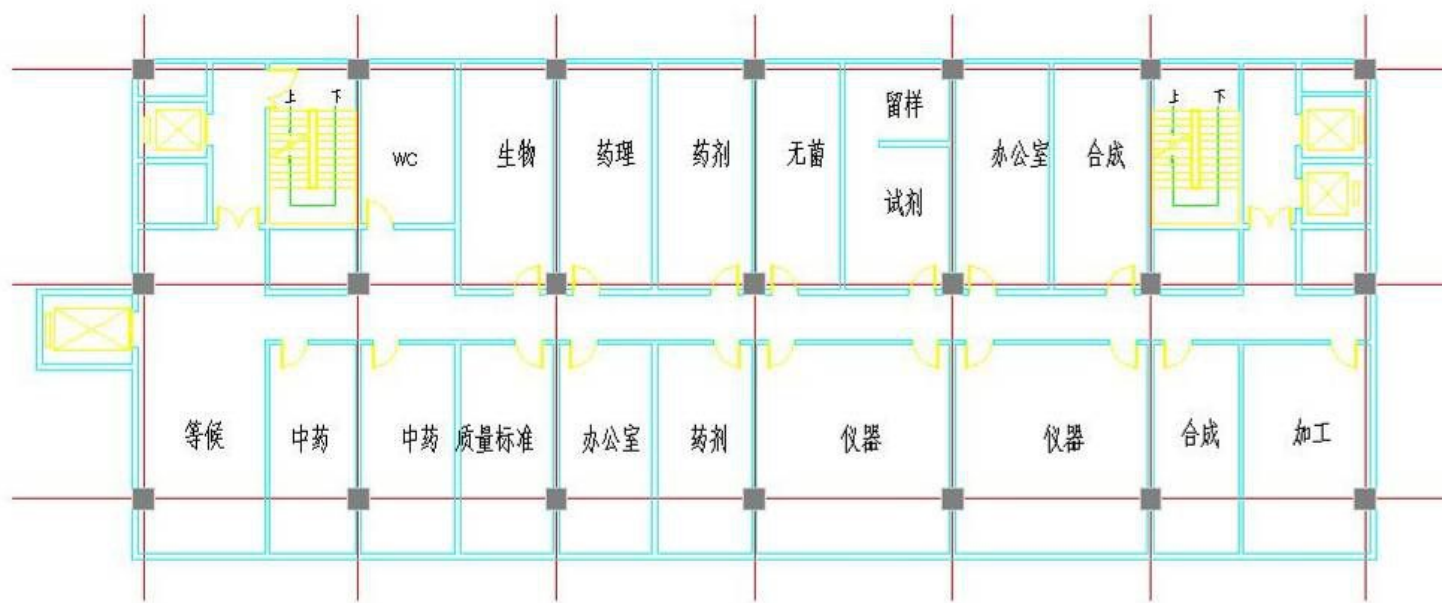 上 下
上 下
留样
WC
生物
药理
药剂
无菌
办公室
合成
试剂
等候
中药
中药
质量标准
办公室
药剂
仪器
仪器
合成
加工